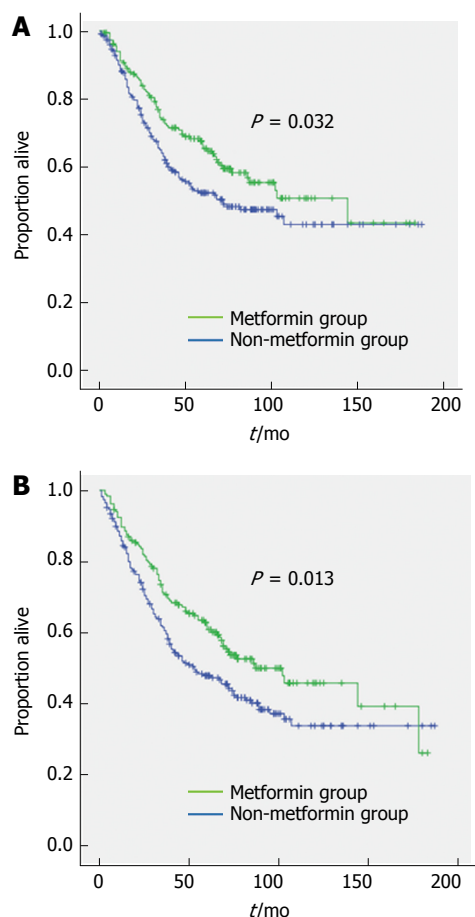 A
1.0
0.8
0.6
0.4
0.2
0.0
Proportion alive
P = 0.032
Metformin group
Non-metformin group
0 50 100 150 200
t/mo
B
1.0
0.8
0.6
0.4
0.2
0.0
Proportion alive
P = 0.013
Metformin group
Non-metformin group
0 50 100 150 200
t/mo